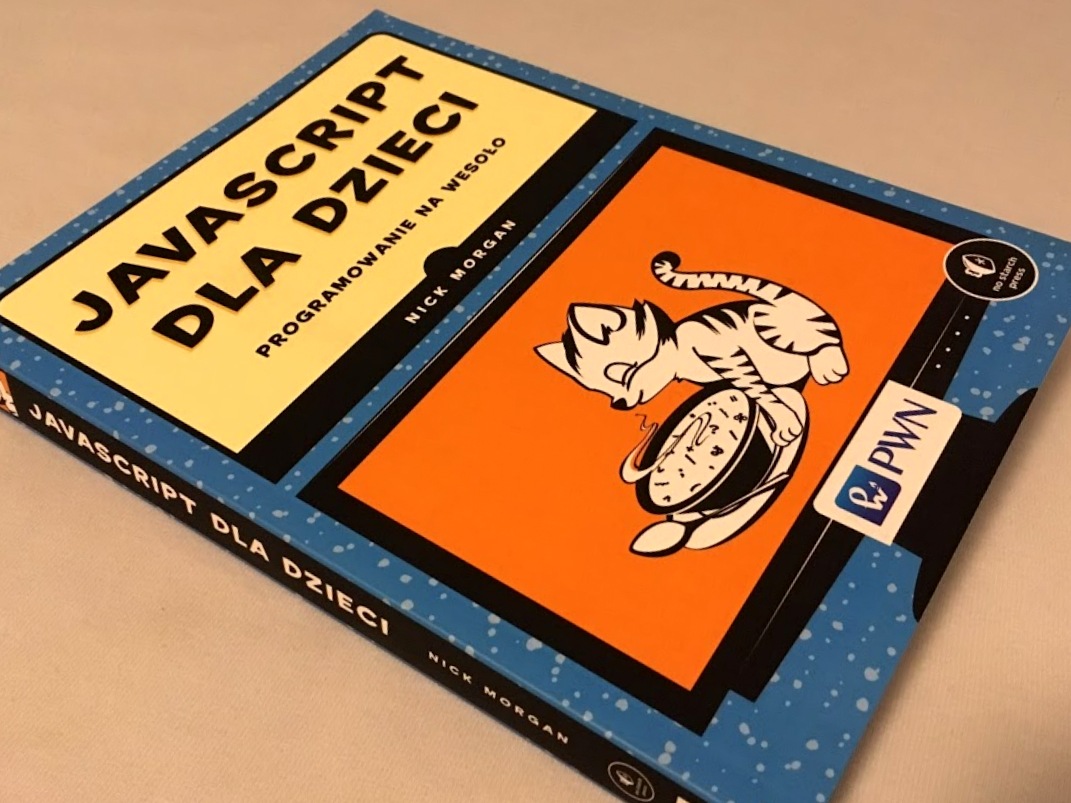 JAVASCRIPT
DLA DZIECI
PROGRAMOWANIE NA WESOŁO
NICK MORGAN
no starch
press
PWN
JAVASCRIPT DLA DZIECI
NICK MORGAN